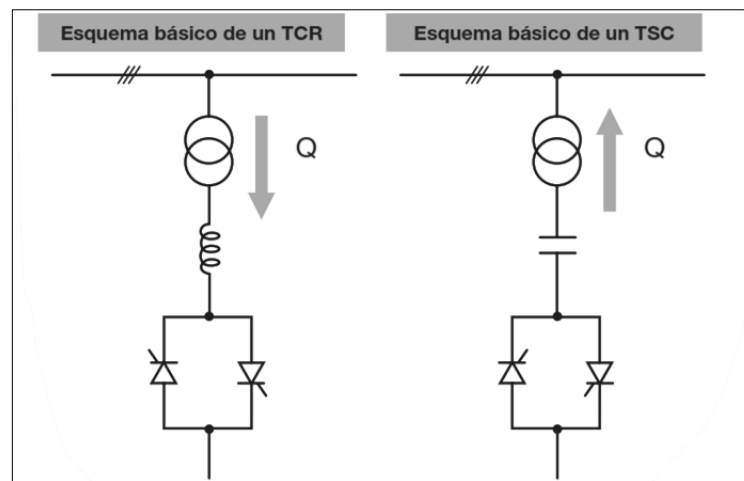 Esquema básico de un TCR
Esquema básico de un TSC
Q
Q